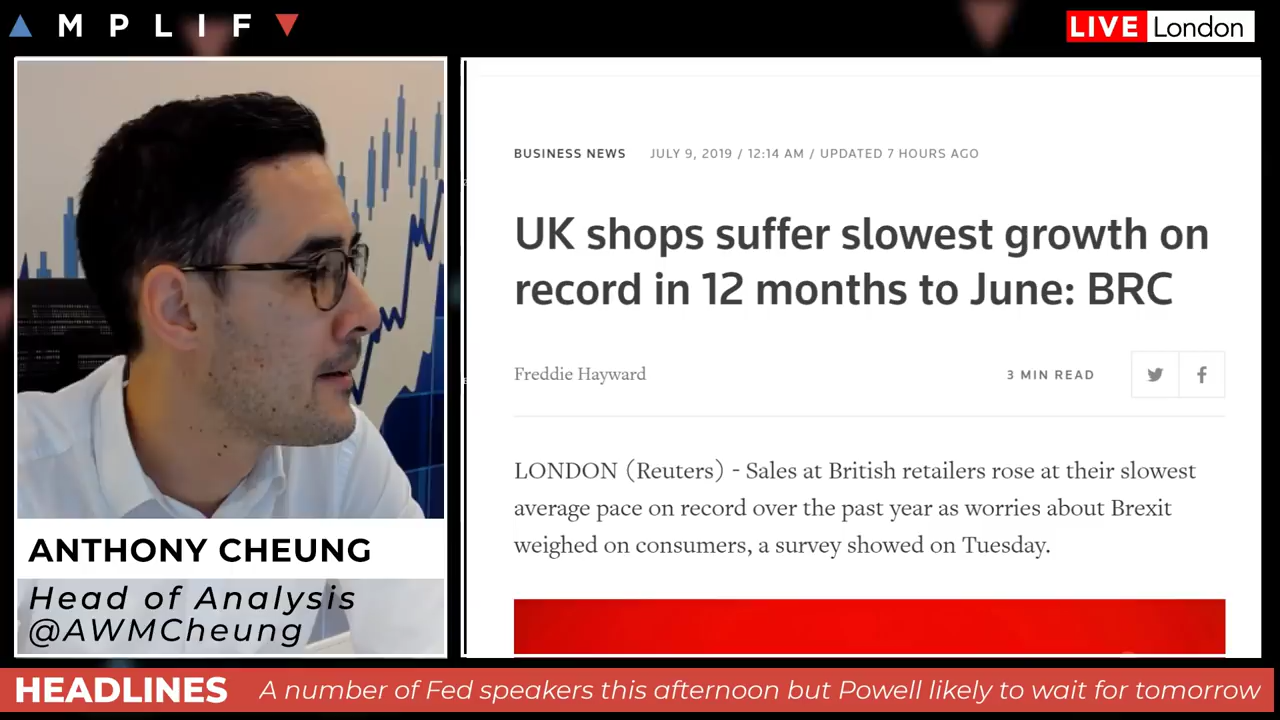 MPLIF
LIVE London
BUSINESS NEWS JULY 9, 2019 / 12:14 AM / UPDATED 7 HOURS AGO
UK shops suffer slowest growth on
record in 12 months to June: BRC
Freddie Hayward
3 MIN READ
LONDON (Reuters) - Sales at British retailers rose at their slowest
average pace on record over the past year as worries about Brexit
weighed on consumers, a survey showed on Tuesday.
ANTHONY CHEUNG
Head of Analysis
@AWMCheung
HEADLINES A number of Fed speakers this afternoon but Powell likely to wait for tomorrow